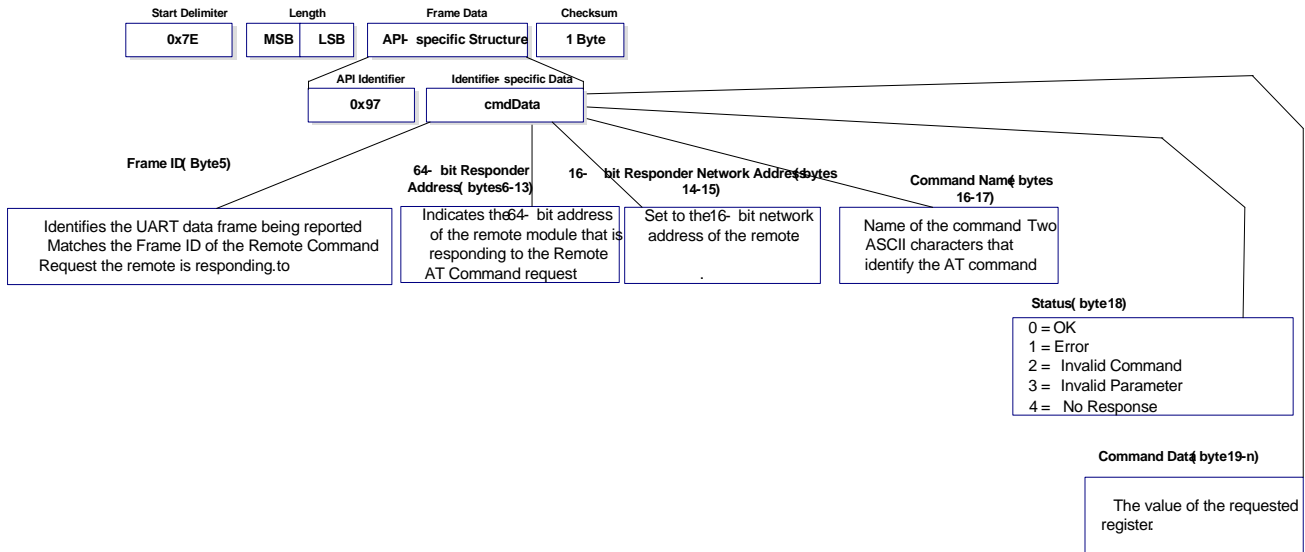 Start Delimiter
Length
Frame Data
Checksum
0x7E
MSB
LSB
API- specific Structure
1 Byte
API Identifier
Identifier- specific Data
0x97
cmdData
Frame ID( Byte5)
Identifies the UART data frame being reported
Matches the Frame ID of the Remote Command
Request the remote is responding.to
64- bit Responder
Address( bytes6-13)
Indicates the64- bit address
of the remote module that is
responding to the Remote
AT Command request
16- bit Responder Network Address(bytes
14-15)
Set to the16- bit network
address of the remote
.
Command Name( bytes
16-17)
Name of the command Two
ASCII characters that
identify the AT command
Status( byte18)
0 = OK
1 = Error
2 = Invalid Command
3 = Invalid Parameter
4 = No Response
Command Data( byte19-n)
The value of the requested
register.